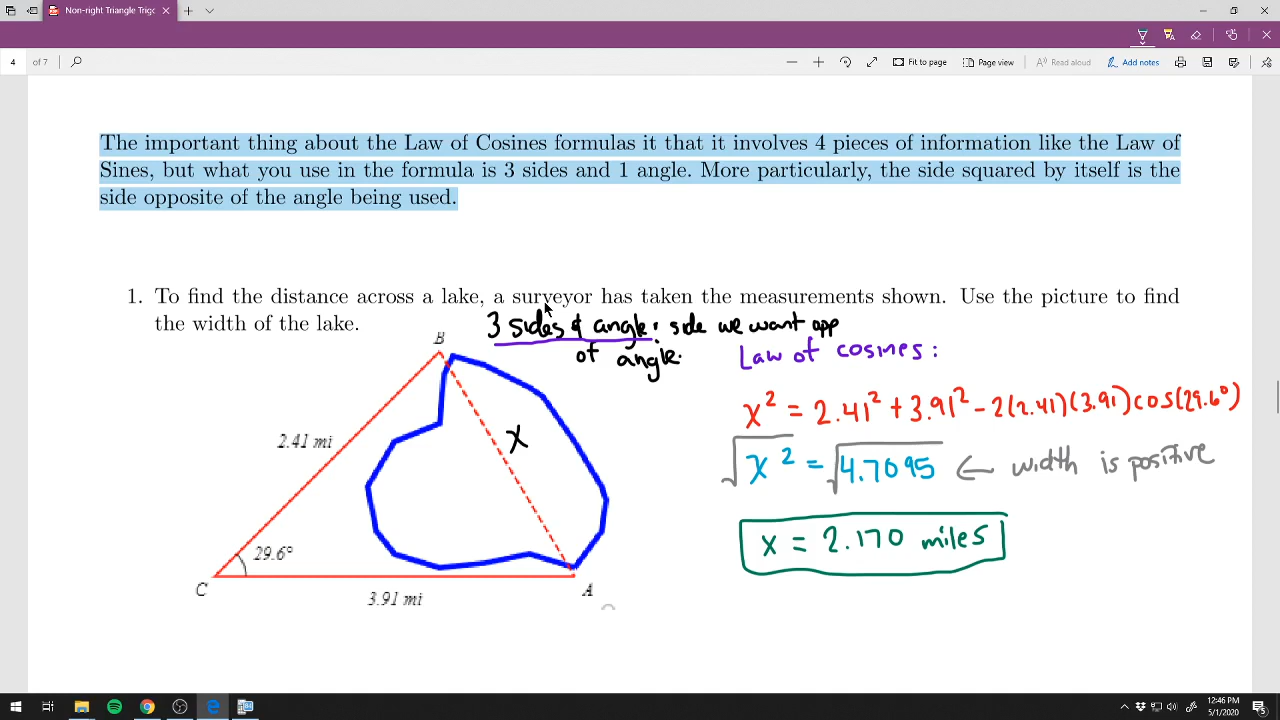 Non-right Triangle Trigo
4 of 7
Fit to page
Page view
Read aloud
Add notes
The important thing about the Law of Cosines formulas it that it involves 4 pieces of information like the Law of
Sines, but what you use in the formula is 3 sides and 1 angle. More particularly, the side squared by itself is the
side opposite of the angle being used.
1. To find the distance across a lake, a surveyor has taken the measurements shown. Use the picture to find
the width of the lake.
3 sides & angle: side we want opp
of angle.
Law of cosines:
B
2.41 mi
x
29.6°
C
3.91 mi
A
x² = 2.41² + 3.91² - 2(2.41)(3.91)cos(29.6°)
√x² = √4.7095 ← width is positive
x = 2.170 miles
12:46 PM
5/1/2020